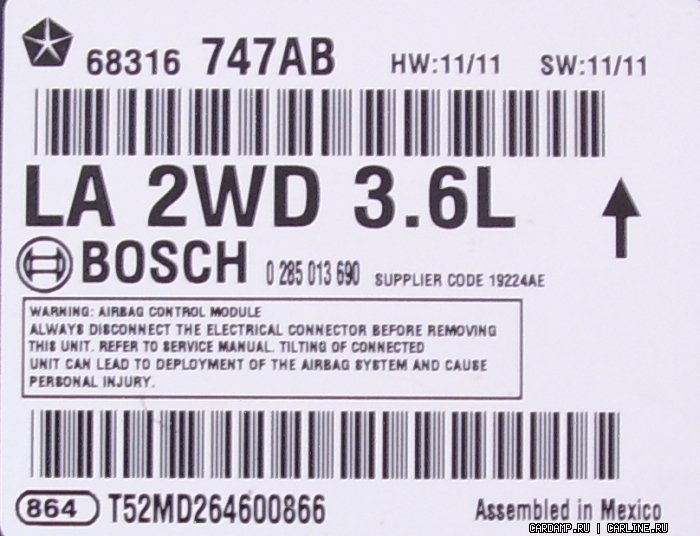 68316 747AB HW:11/11 SW:11/11
LA 2WD 3.6L
BOSCH 0 285 013 690 SUPPLIER CODE 19224AE
WARNING: AIRBAG CONTROL MODULE
ALWAYS DISCONNECT THE ELECTRICAL CONNECTOR BEFORE REMOVING
THIS UNIT. REFER TO SERVICE MANUAL. TILTING OF CONNECTED
UNIT CAN LEAD TO DEPLOYMENT OF THE AIRBAG SYSTEM AND CAUSE
PERSONAL INJURY.
864 T52MD264600866 Assembled in Mexico
CARDAMP.RU | CARLINE.RU